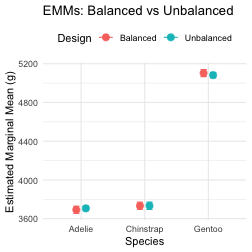 EMMs: Balanced vs Unbalanced
Design Balanced Unbalanced
Estimated Marginal Mean (g)
5200
4800
4400
4000
3600
Adelie Chinstrap Gentoo
Species